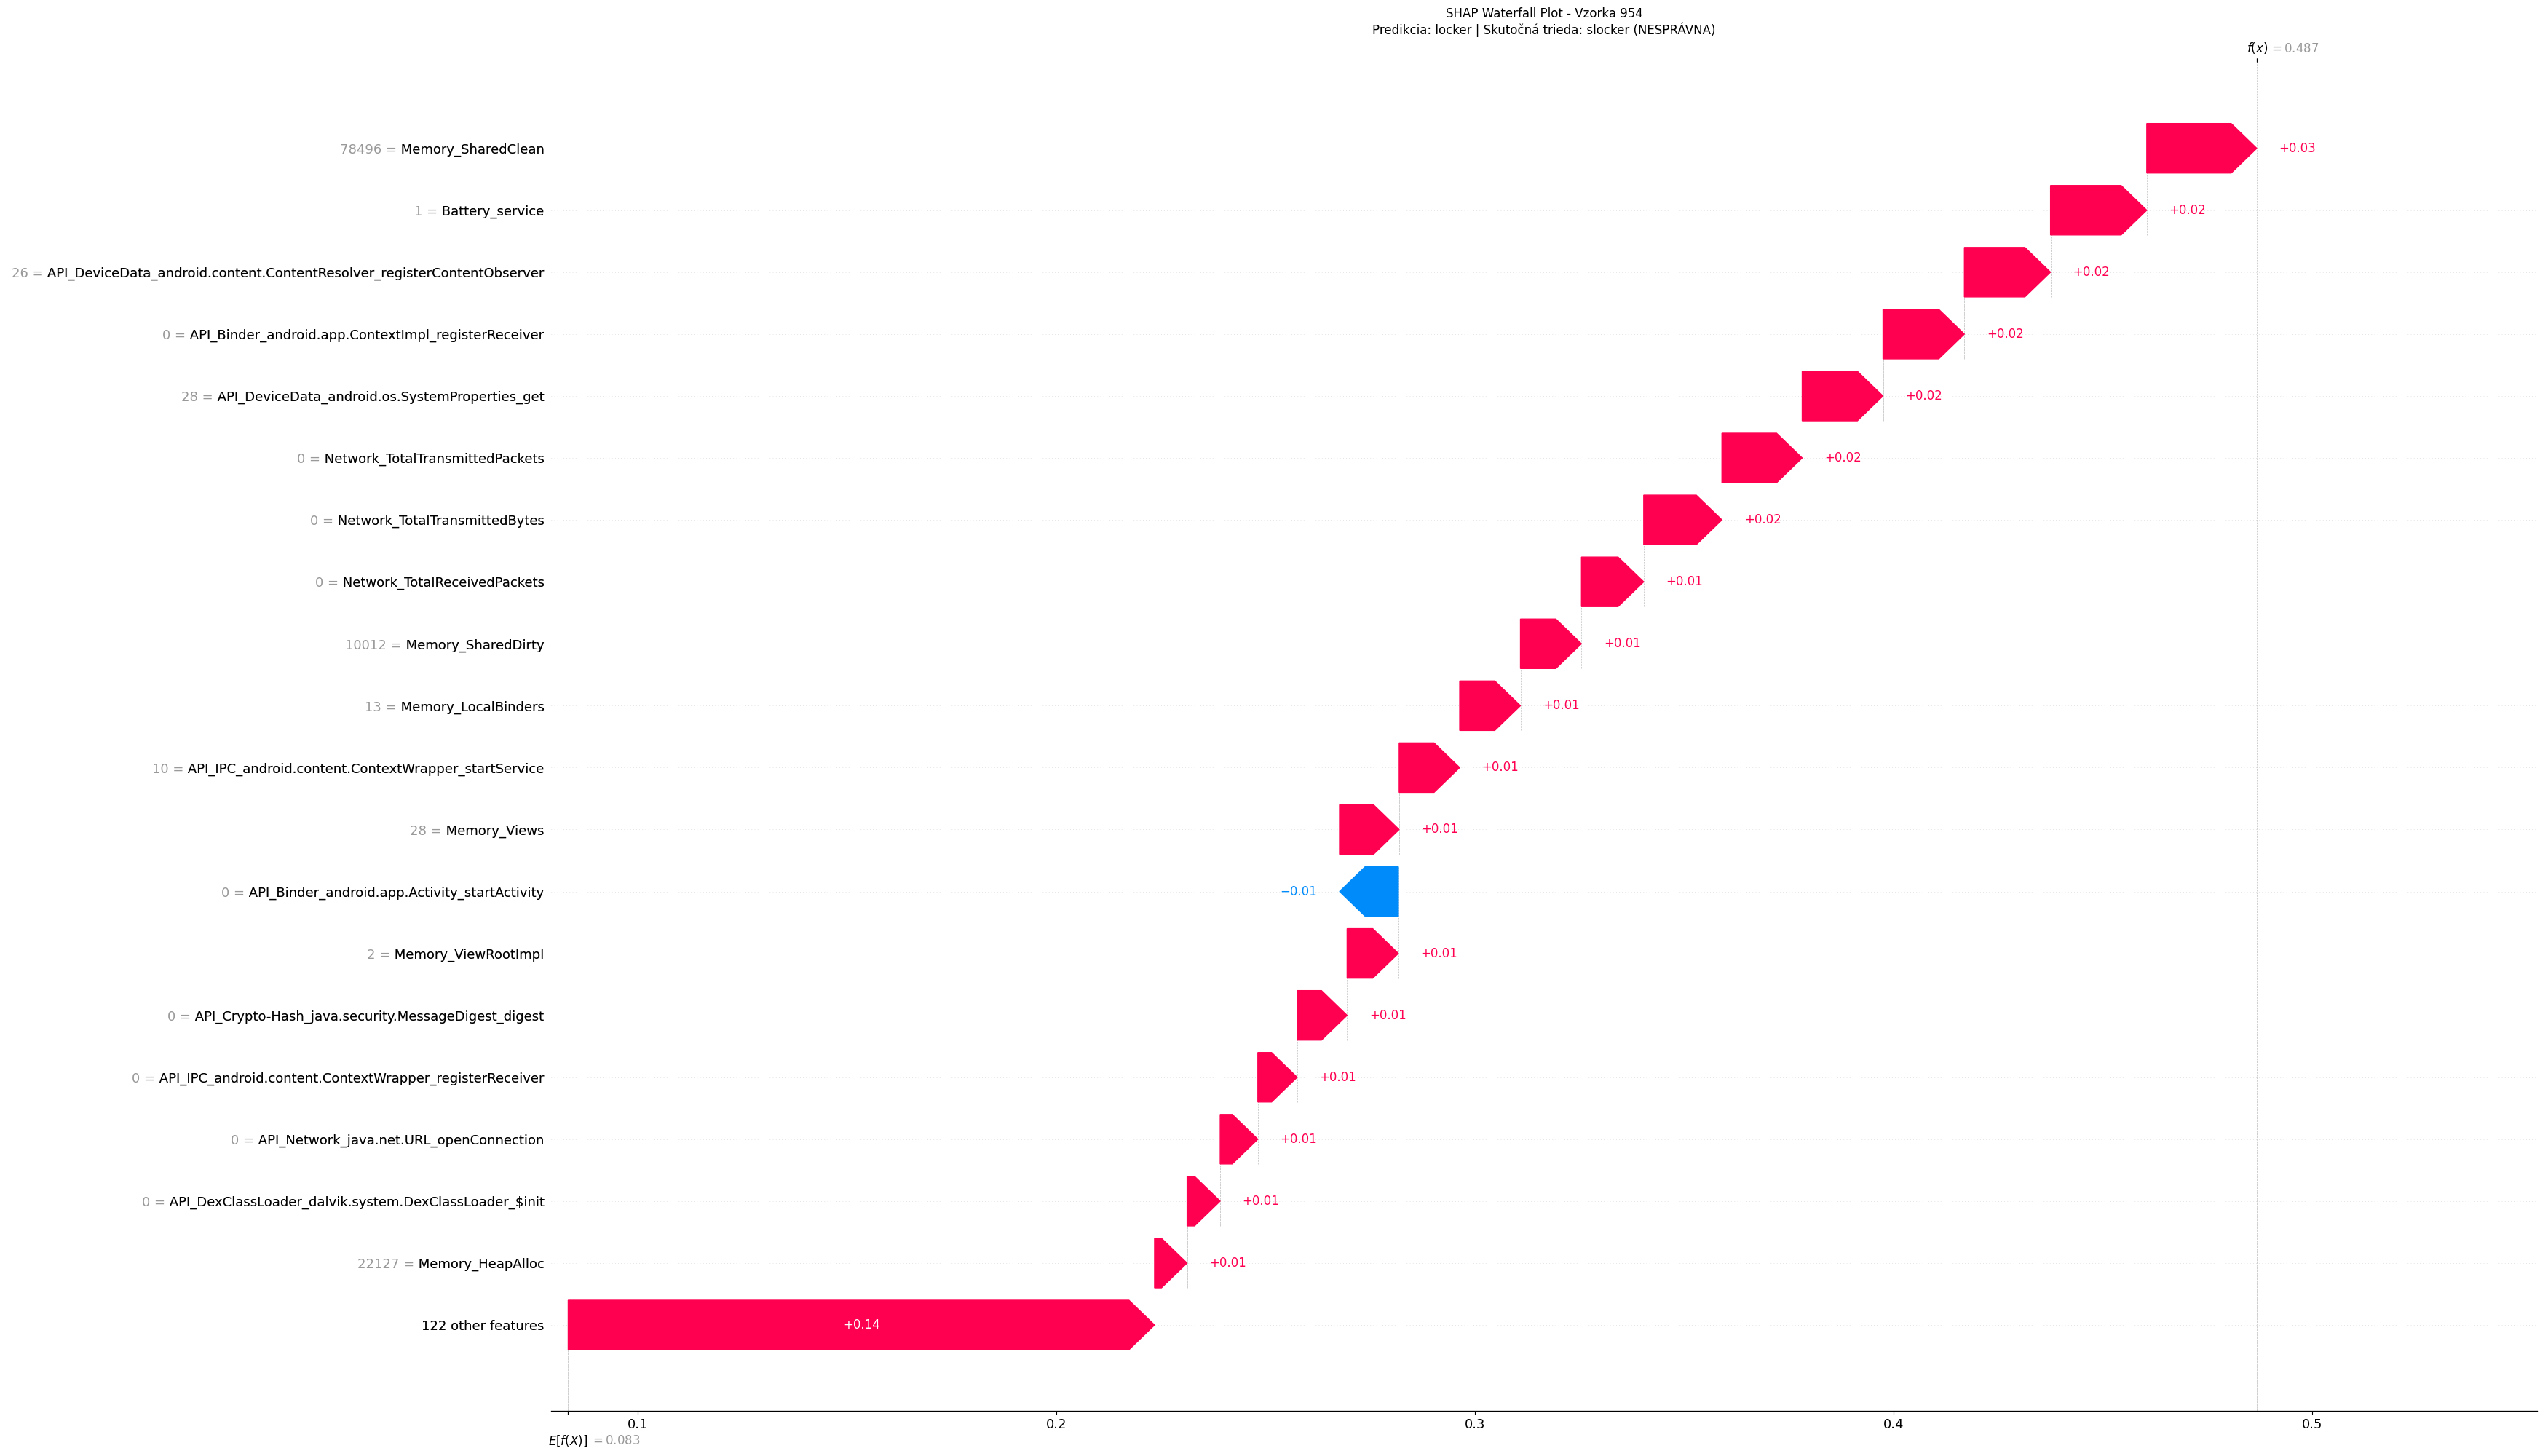 SHAP Waterfall Plot - Vzorka 954
Predikcia: locker | Skutočná trieda: slocker (NESPRÁVNA)
f(x) = 0.487
78496 = Memory_SharedClean
+0.03
1 = Battery_service
+0.02
26 = API_DeviceData_android.content.ContentResolver_registerContentObserver
+0.02
0 = API_Binder_android.app.ContextImpl_registerReceiver
+0.02
28 = API_DeviceData_android.os.SystemProperties_get
+0.02
0 = Network_TotalTransmittedPackets
+0.02
0 = Network_TotalTransmittedBytes
+0.02
0 = Network_TotalReceivedPackets
+0.01
10012 = Memory_SharedDirty
+0.01
13 = Memory_LocalBinders
+0.01
10 = API_IPC_android.content.ContextWrapper_startService
+0.01
28 = Memory_Views
+0.01
0 = API_Binder_android.app.Activity_startActivity
−0.01
2 = Memory_ViewRootImpl
+0.01
0 = API_Crypto-Hash_java.security.MessageDigest_digest
+0.01
0 = API_IPC_android.content.ContextWrapper_registerReceiver
+0.01
0 = API_Network_java.net.URL_openConnection
+0.01
0 = API_DexClassLoader_dalvik.system.DexClassLoader_$init
+0.01
22127 = Memory_HeapAlloc
+0.01
122 other features
+0.14
0.1 0.2 0.3 0.4 0.5
E[f(X)] = 0.083